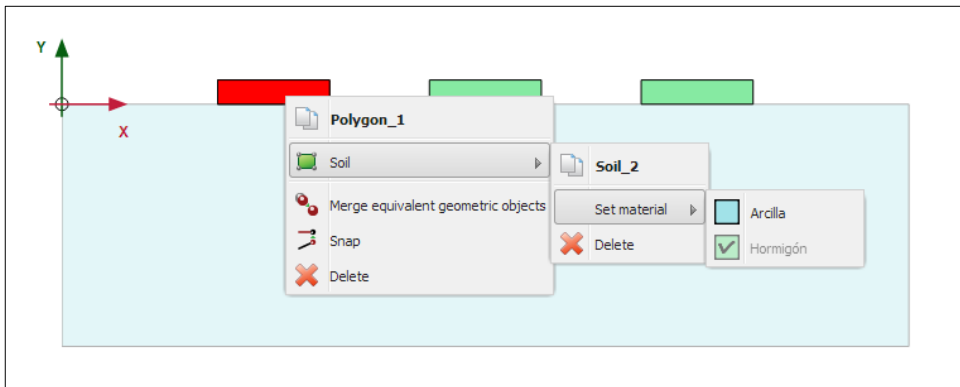 Y
X
Polygon_1
Soil
Merge equivalent geometric objects
Snap
Delete
Soil_2
Set material
Delete
Arcilla
Hormigón